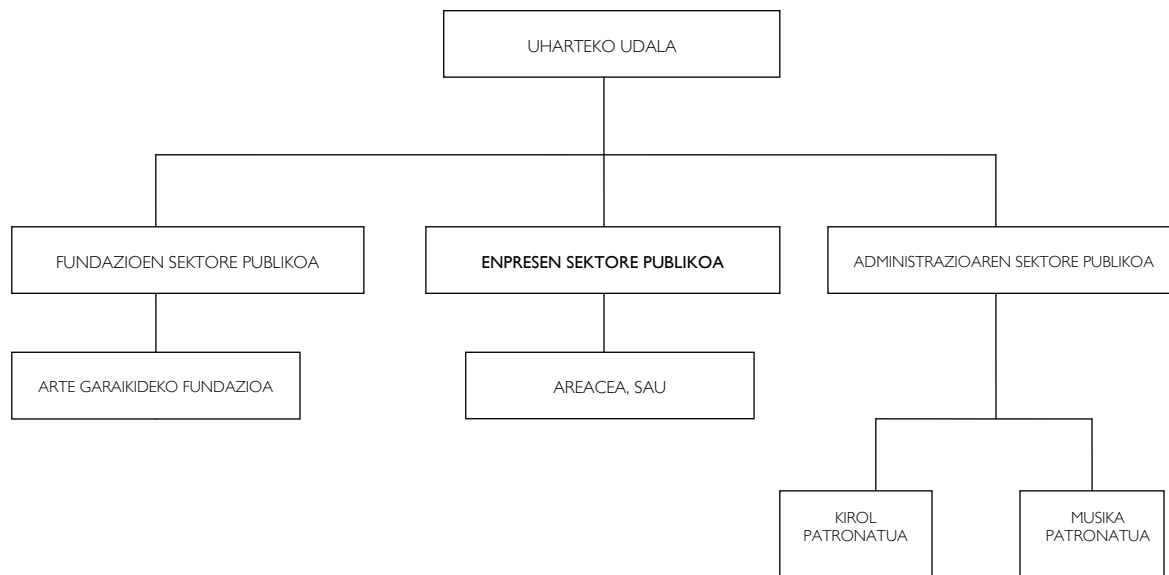 UHARTEKO UDALA
FUNDAZIOEN SEKTORE PUBLIKOA
ENPRESEN SEKTORE PUBLIKOA
ADMINISTRAZIOAREN SEKTORE PUBLIKOA
ARTE GARAIKIDEKO FUNDAZIOA
AREACEA, SAU
KIROL
PATRONATUA
MUSIKA
PATRONATUA